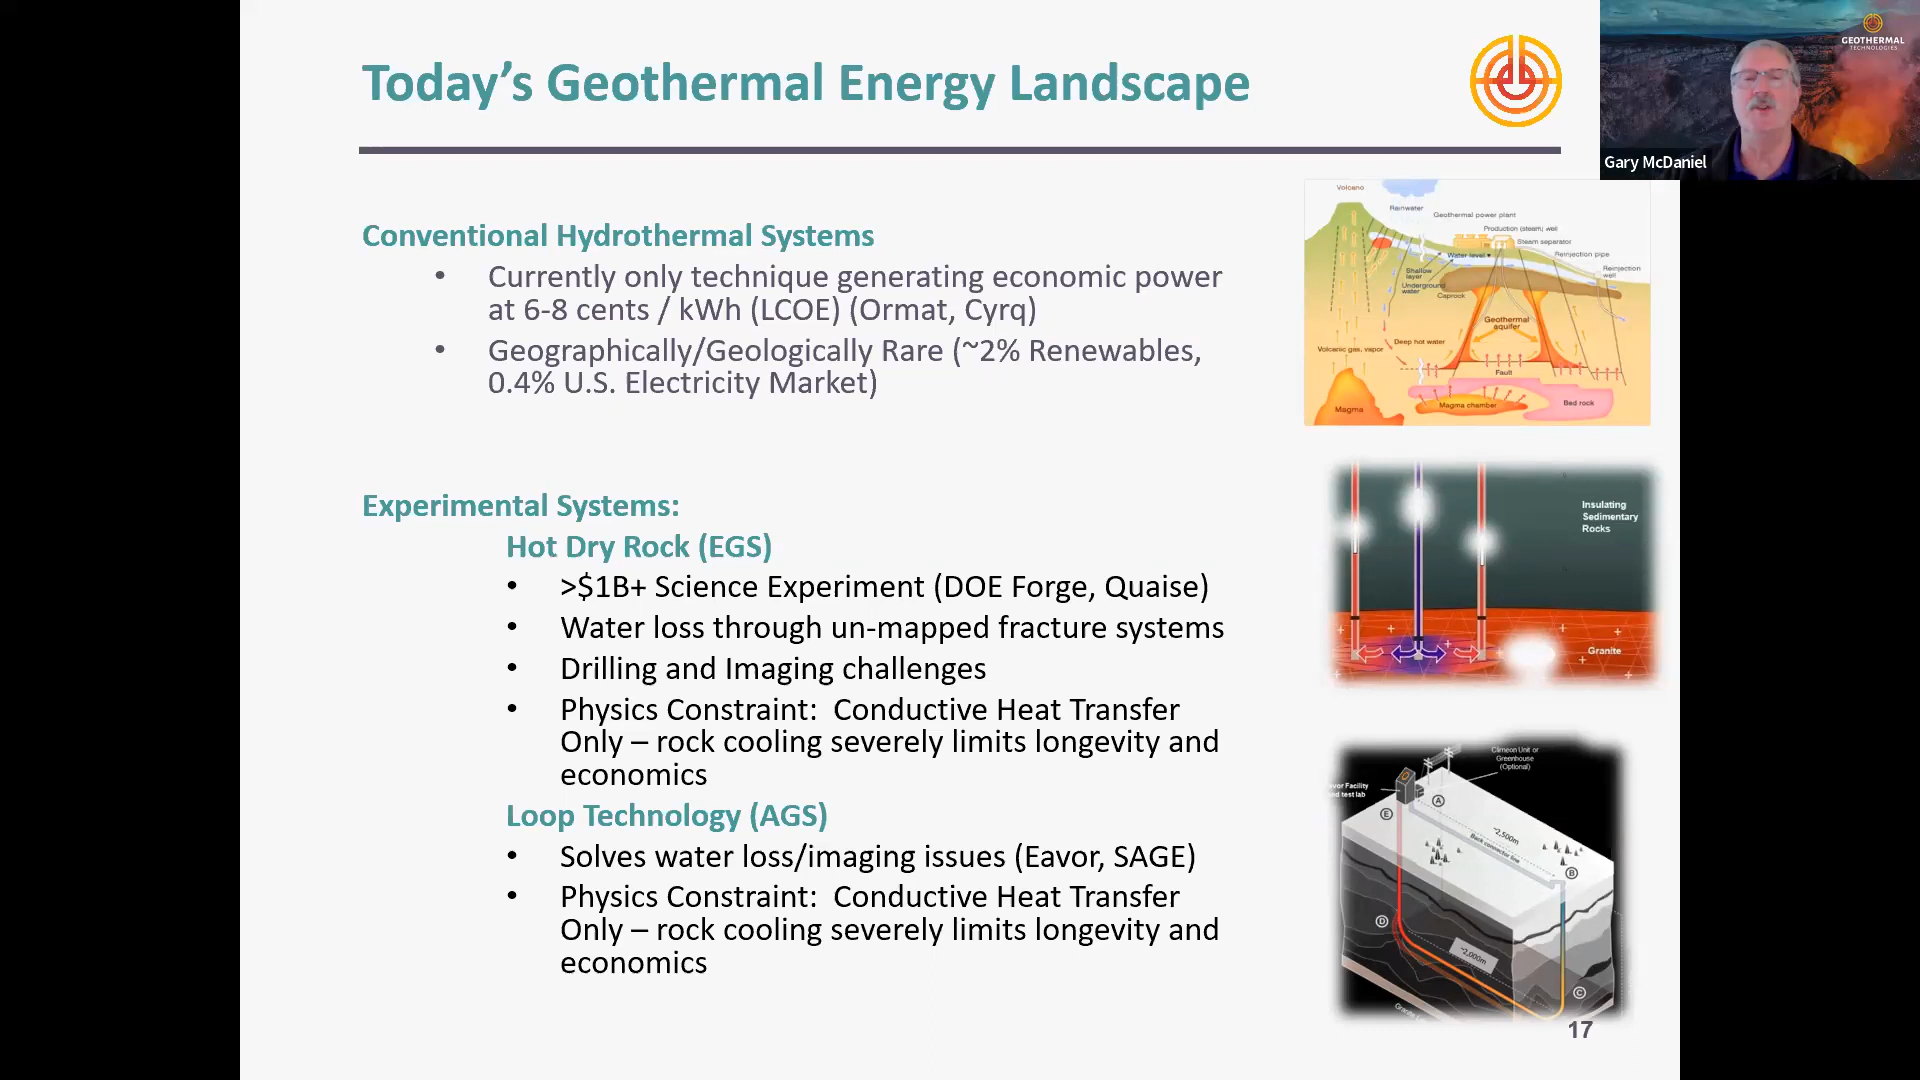 Today's Geothermal Energy Landscape
GEOTHERMAL
TECHNOLOGIES
Gary McDaniel
Conventional Hydrothermal Systems
• Currently only technique generating economic power
at 6-8 cents / kWh (LCOE) (Ormat, Cyrq)
• Geographically/Geologically Rare (~2% Renewables,
0.4% U.S. Electricity Market)
Volcano
Rainwater
Geothermal power plant
Production (steam) well
Steam separator
Water level
Reinjection pipe
Reinjection
well
Shallow
layer
Underground
water
Caprock
Geothermal
aquifer
Deep hot water
Volcanic gas, vapor
Fault
Magma
Magma chamber
Bed rock
Experimental Systems:
Hot Dry Rock (EGS)
• >$1B+ Science Experiment (DOE Forge, Quaise)
• Water loss through un-mapped fracture systems
• Drilling and Imaging challenges
• Physics Constraint:  Conductive Heat Transfer
Only – rock cooling severely limits longevity and
economics
Insulating
Sedimentary
Rocks
Granite
Loop Technology (AGS)
• Solves water loss/imaging issues (Eavor, SAGE)
• Physics Constraint:  Conductive Heat Transfer
Only – rock cooling severely limits longevity and
economics
Climeon Unit or
Greenhouse
(Optional)
Facility
test lab
A
E
~2,500m
Back connector line
B
D
~2,000m
C
17